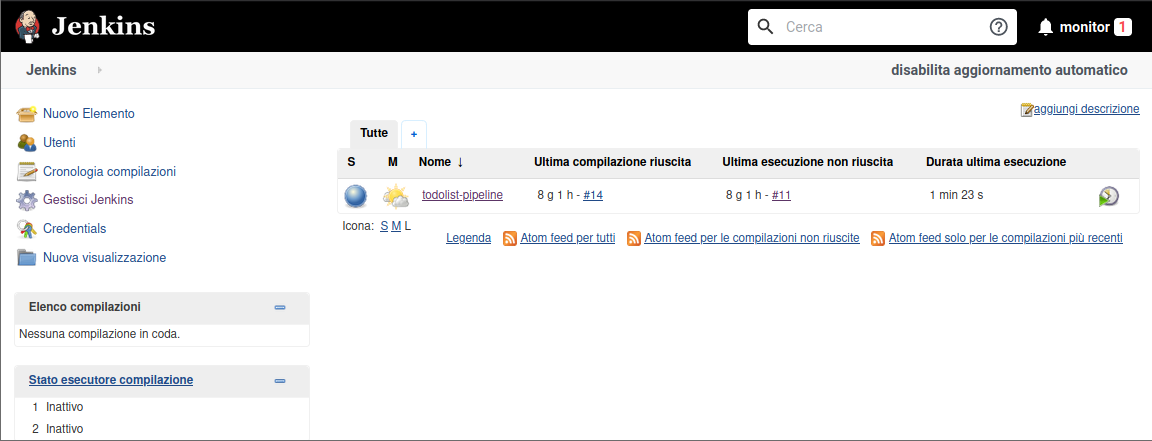 Jenkins
Cerca
monitor 1
Jenkins
disabilita aggiornamento automatico
Nuovo Elemento
Utenti
Cronologia compilazioni
Gestisci Jenkins
Credentials
Nuova visualizzazione
Elenco compilazioni
Nessuna compilazione in coda.
Stato esecutore compilazione
1 Inattivo
2 Inattivo
aggiungi descrizione
Tutte +
S M Nome ↓ Ultima compilazione riuscita Ultima esecuzione non riuscita Durata ultima esecuzione
todolist-pipeline 8 g 1 h - #14 8 g 1 h - #11 1 min 23 s
Icona: S M L
Legenda Atom feed per tutti Atom feed per le compilazioni non riuscite Atom feed solo per le compilazioni più recenti